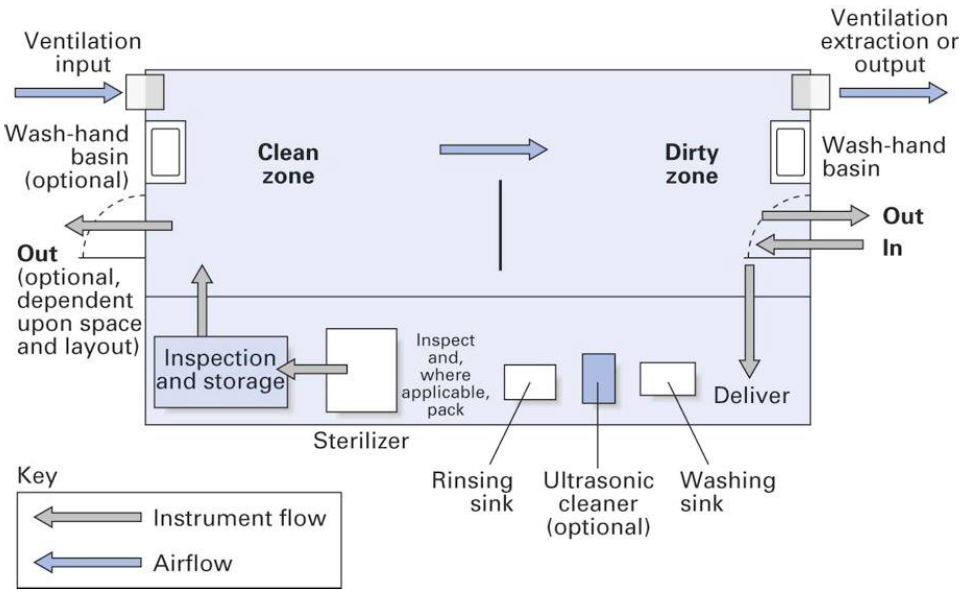 Ventilation
input
Ventilation
extraction or
output
Wash-hand
basin
(optional)
Clean
zone
Dirty
zone
Wash-hand
basin
Out
(optional,
dependent
upon space
and layout)
Out
In
Inspection
and storage
Sterilizer
Inspect
and,
where
applicable,
pack
Deliver
Rinsing
sink
Ultrasonic
cleaner
(optional)
Washing
sink
Key
Instrument flow
Airflow